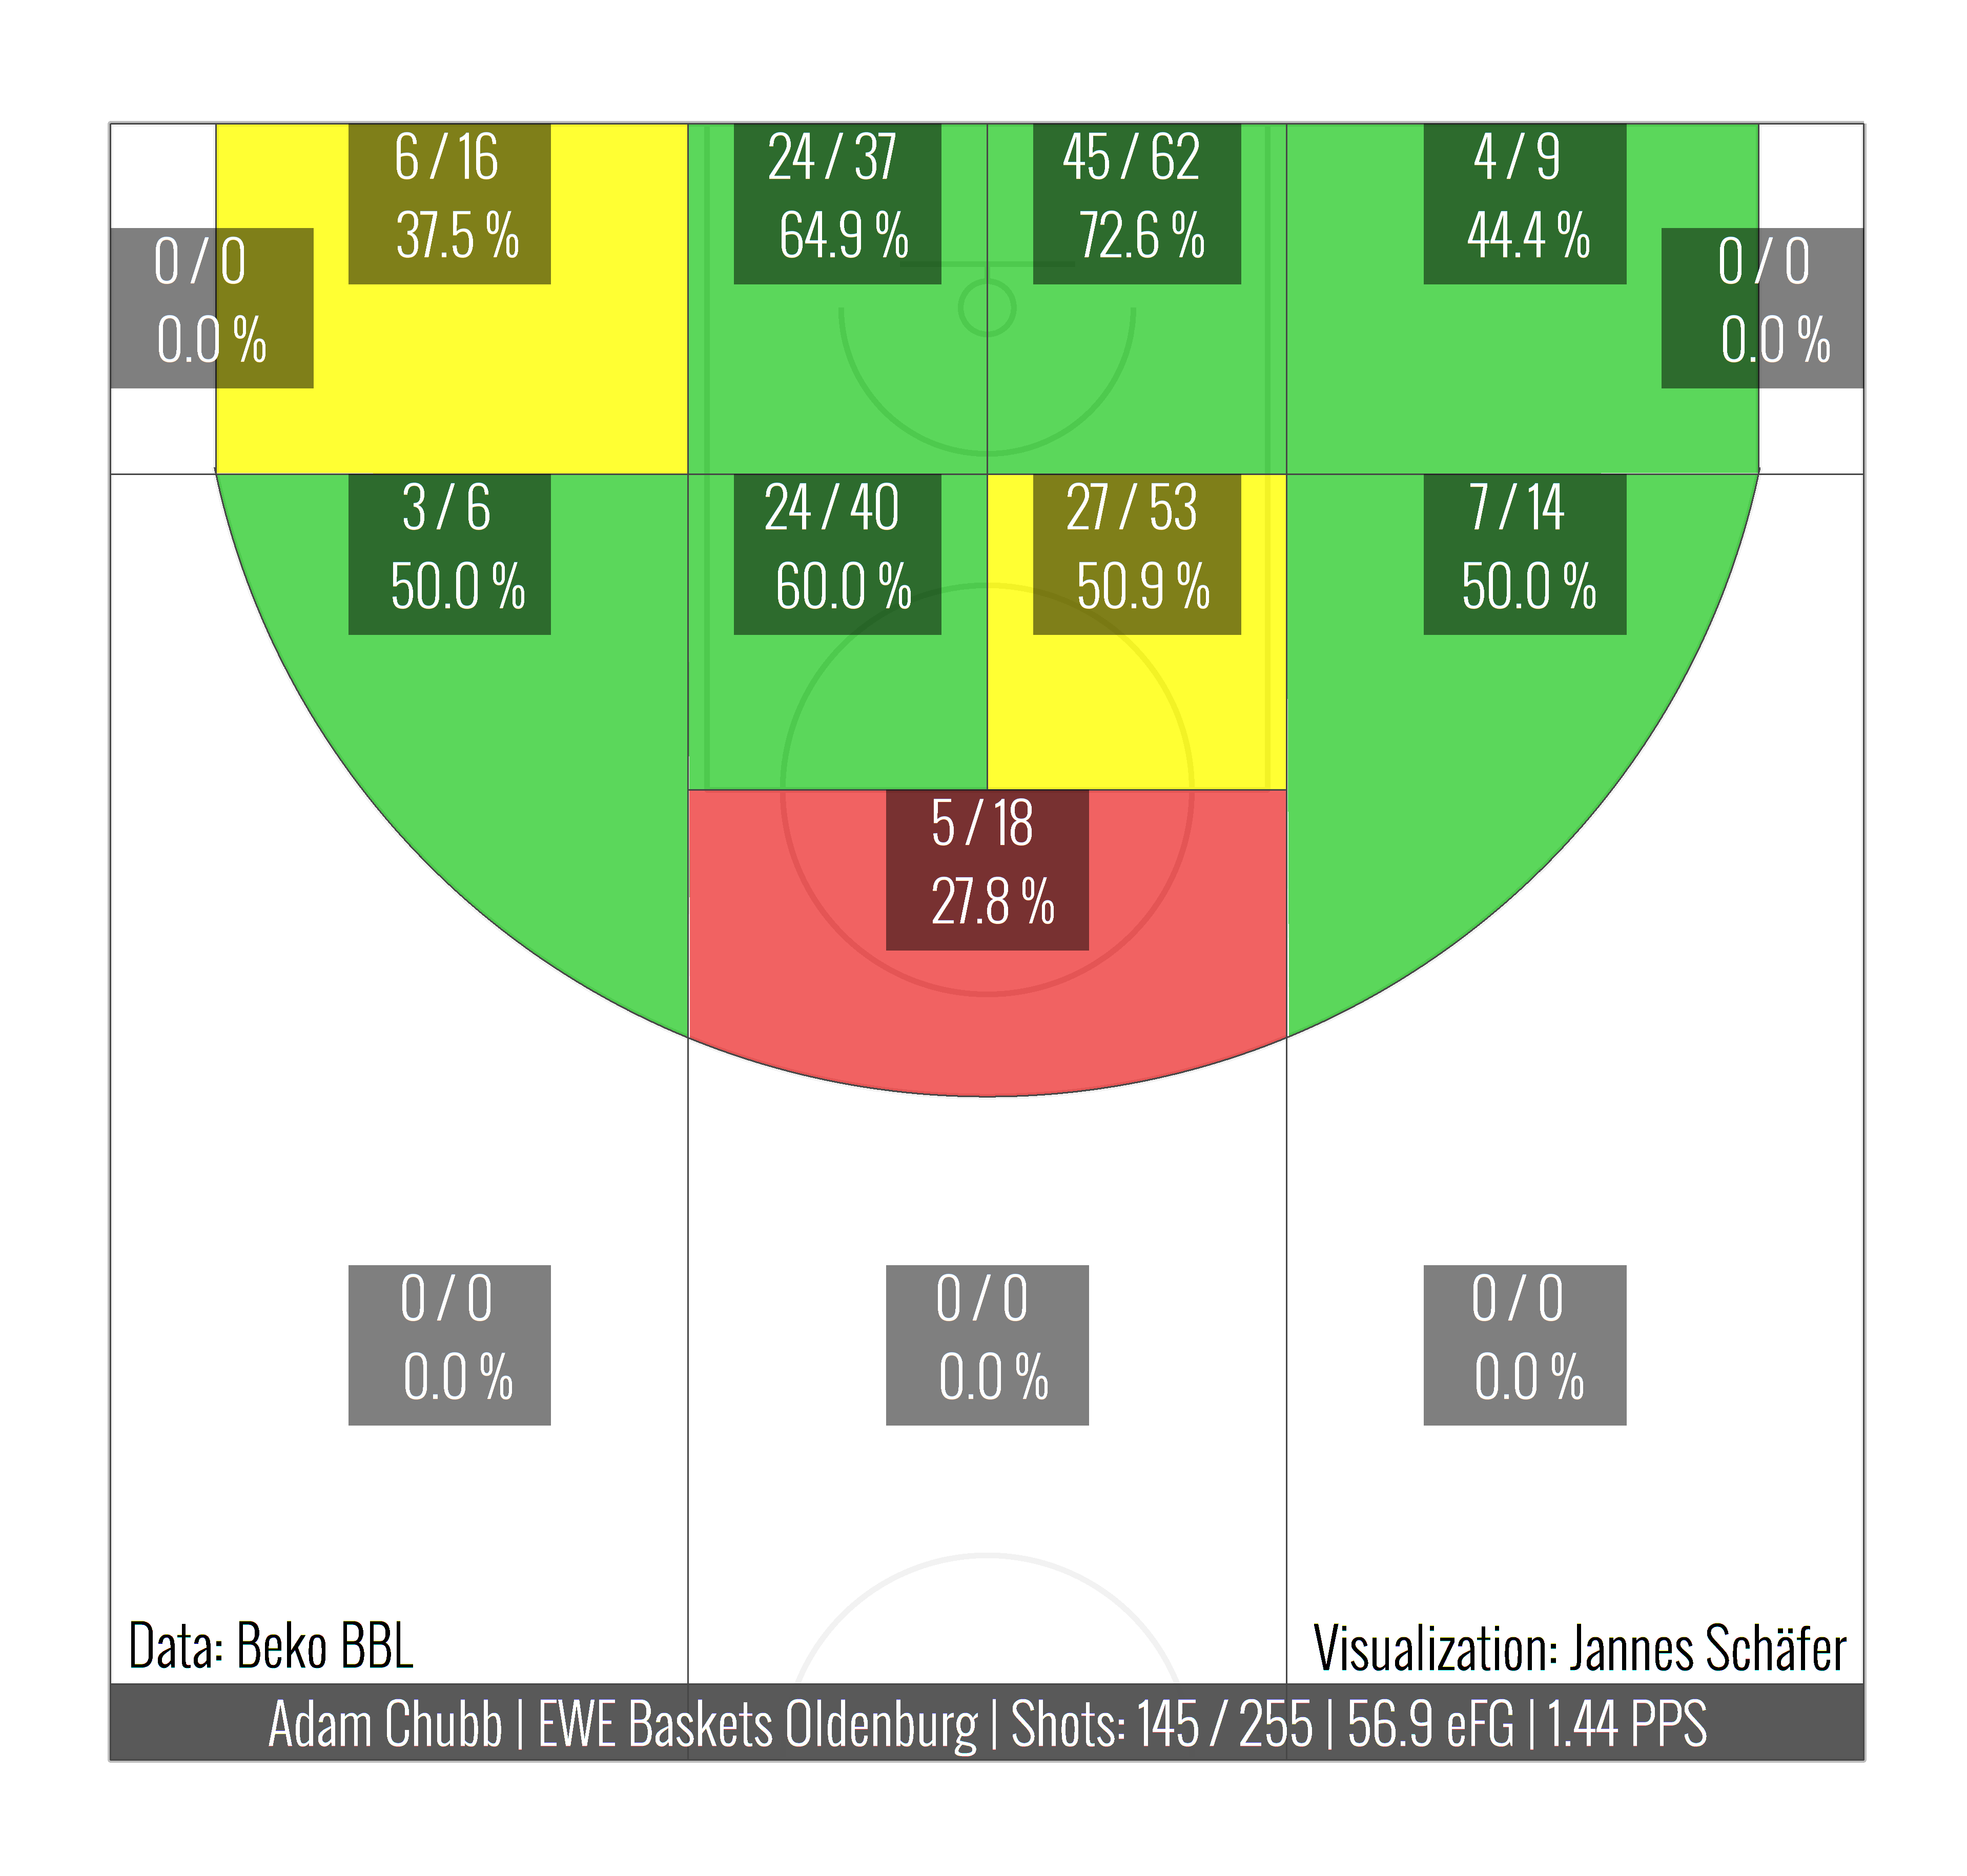 6 / 16
37.5 %
24 / 37
64.9 %
45 / 62
72.6 %
4 / 9
44.4 %
0 / 0
0.0 %
0 / 0
0.0 %
3 / 6
50.0 %
24 / 40
60.0 %
27 / 53
50.9 %
7 / 14
50.0 %
5 / 18
27.8 %
0 / 0
0.0 %
0 / 0
0.0 %
0 / 0
0.0 %
Data: Beko BBL
Visualization: Jannes Schäfer
Adam Chubb | EWE Baskets Oldenburg | Shots: 145 / 255 | 56.9 eFG | 1.44 PPS